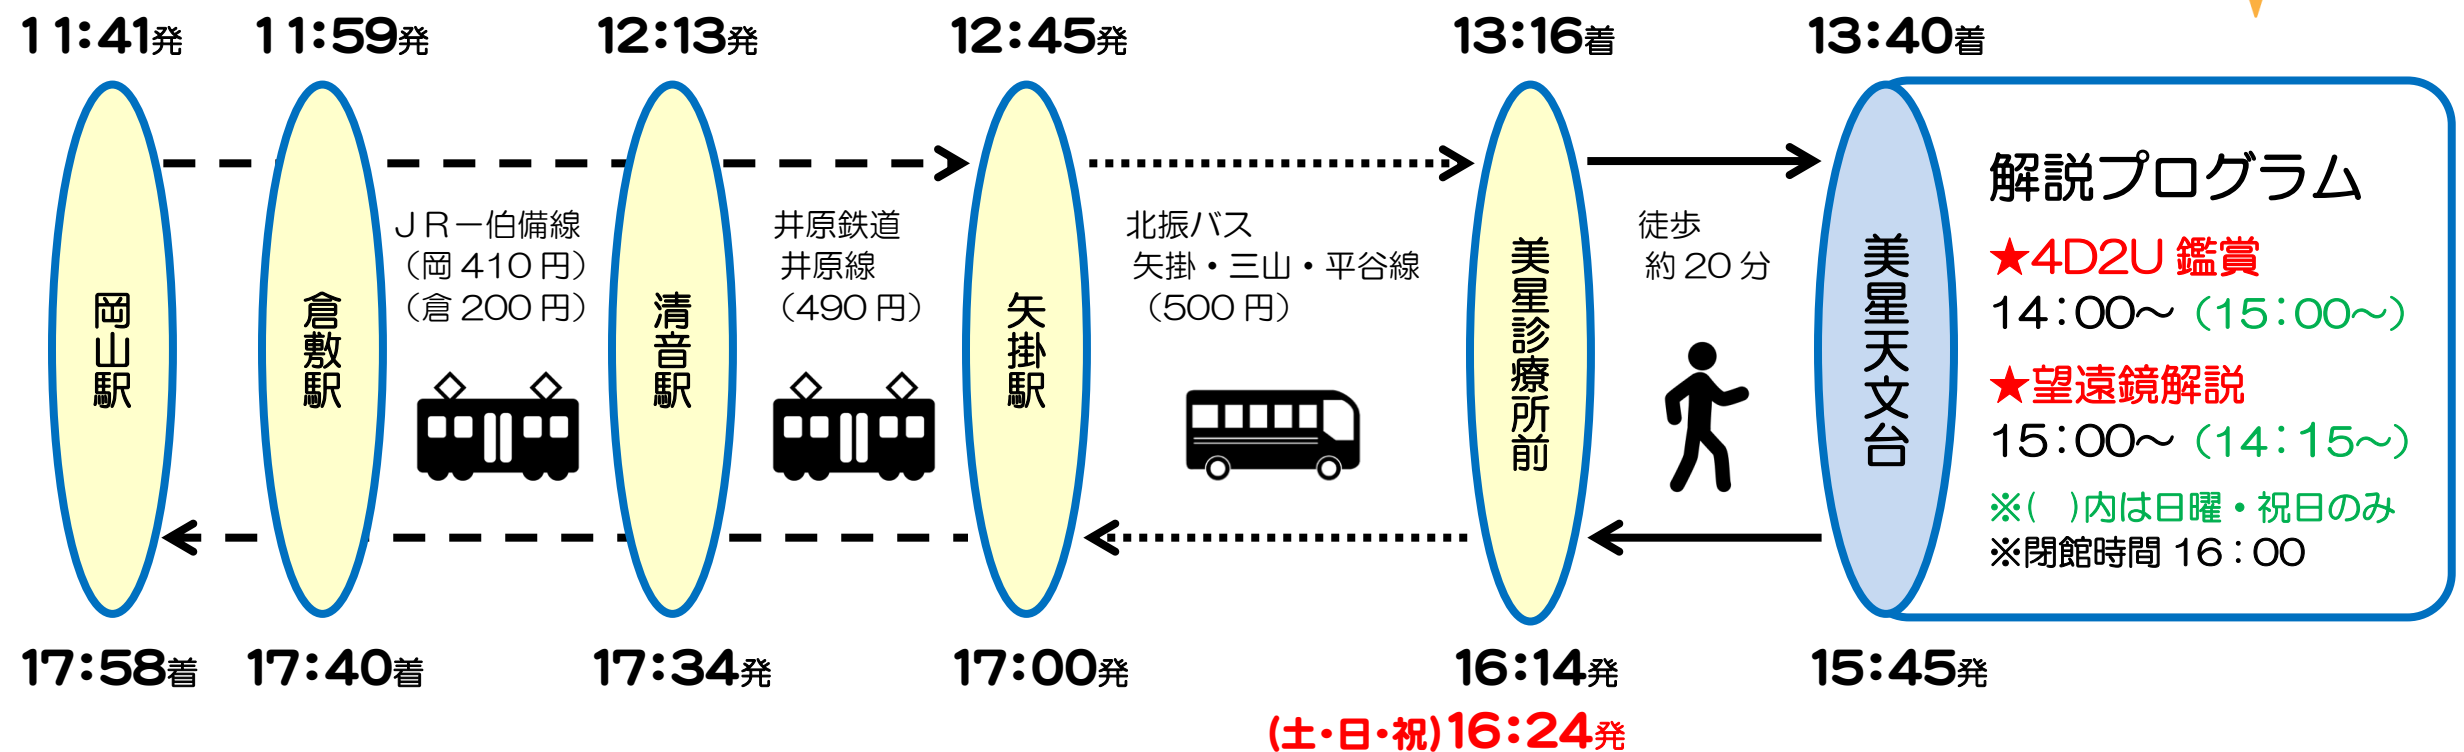 11:41発
11:59発
12:13発
12:45発
13:16着
13:40着
岡山駅
倉敷駅
JR－伯備線
（岡 410 円）
（倉 200 円）
清音駅
井原鉄道
井原線
（490 円）
矢掛駅
北振バス
矢掛・三山・平谷線
（500 円）
美星診療所前
徒歩
約 20 分
美星天文台
解説プログラム
★4D2U 鑑賞
14：00～（15：00～）
★望遠鏡解説
15：00～（14：15～）
※(　)内は日曜・祝日のみ
※閉館時間 16：00
17:58着
17:40着
17:34発
17:00発
16:14発
15:45発
(土・日・祝)16:24発